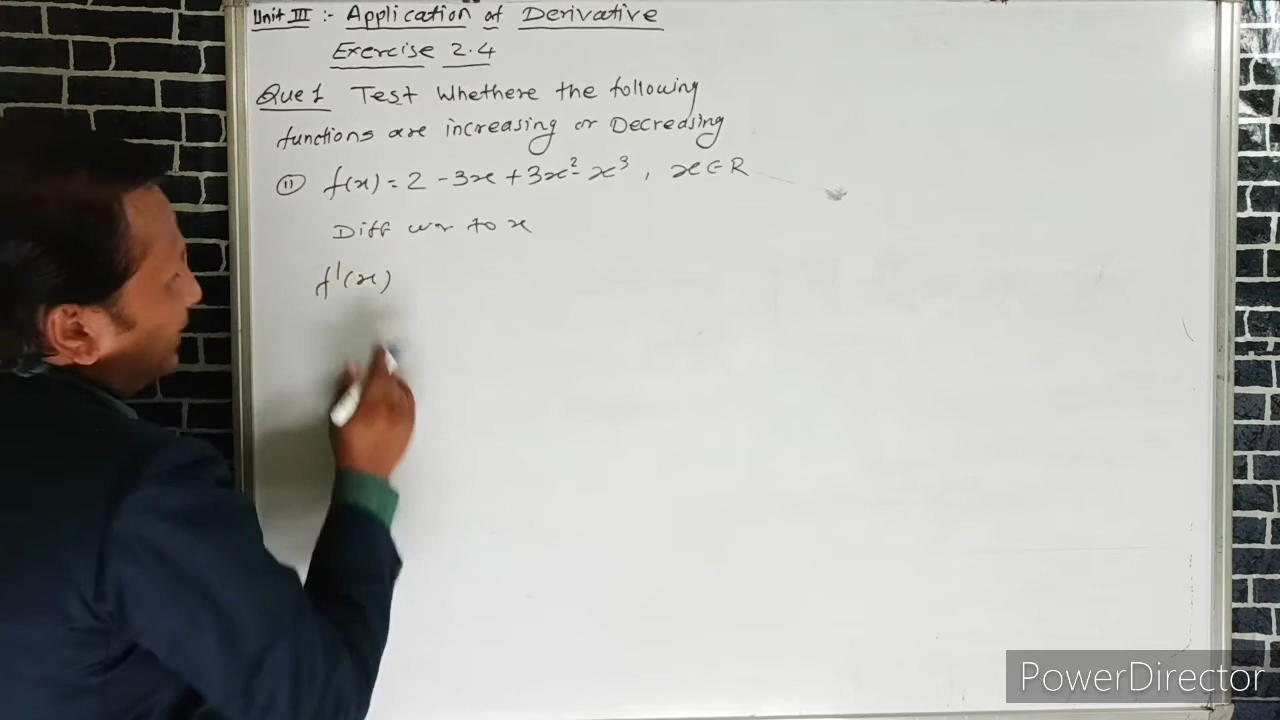 Unit III :- Application of Derivative
Exercise 2.4
Que 1 Test Whethere the following
functions are increasing or Decreasing
(ii) f(x) = 2 - 3x + 3x² - x³ , x ∈ R
Diff wr to x
f'(x)
PowerDirector